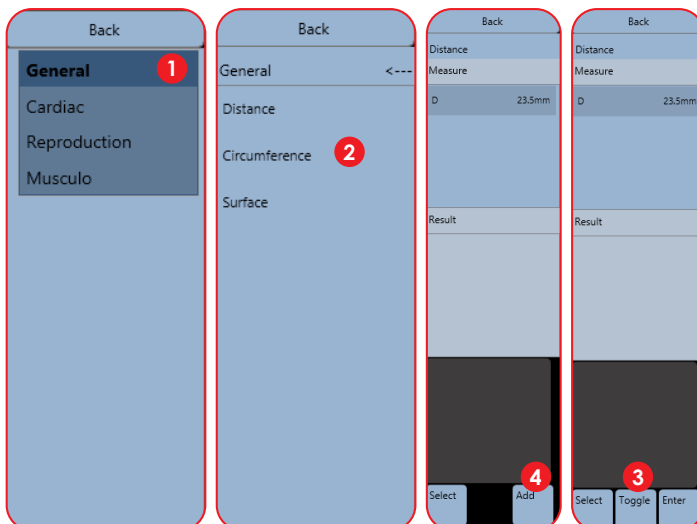 Back
General
1
Cardiac
Reproduction
Musculo
Back
General <---
Distance
Circumference 2
Surface
Back
Distance
Measure
D 23.5mm
Result
4
Select Add
Back
Distance
Measure
D 23.5mm
Result
3
Select Toggle Enter